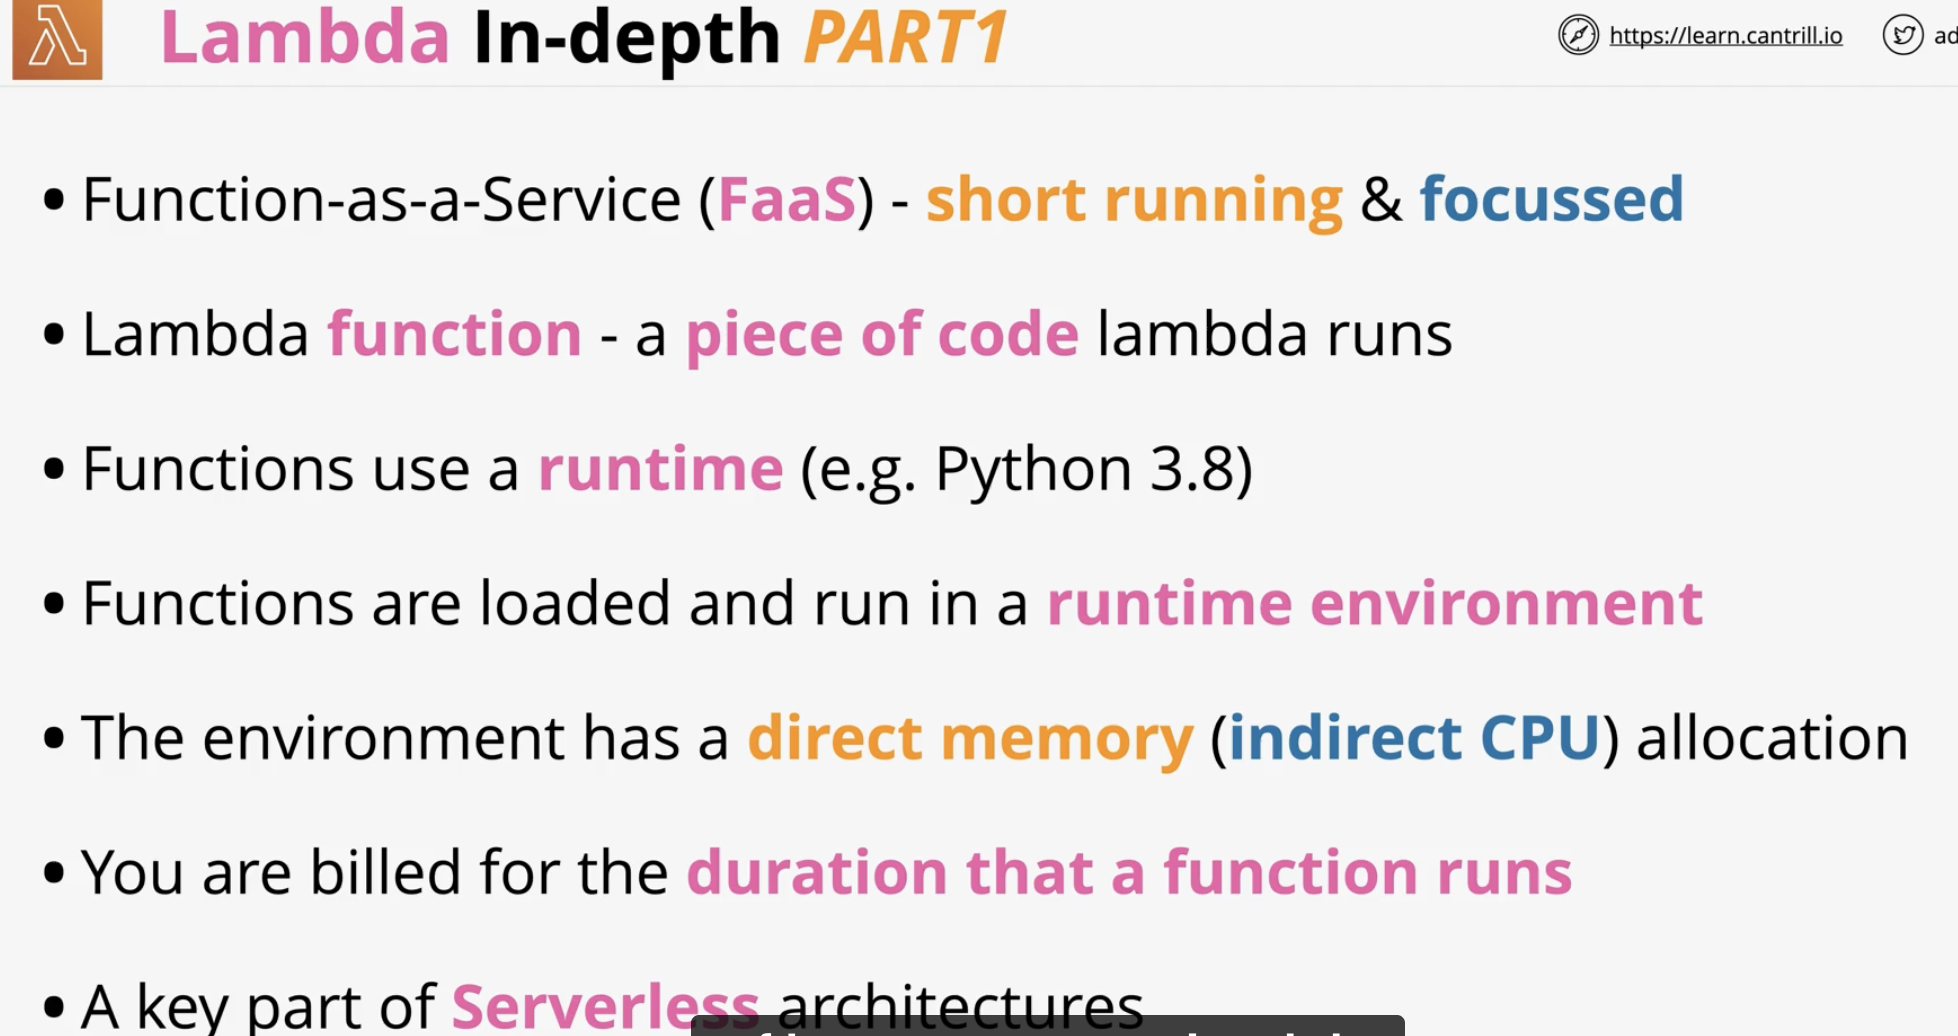 Lambda In-depth PART1
https://learn.cantrill.io
ad
• Function-as-a-Service (FaaS) - short running & focussed
• Lambda function - a piece of code lambda runs
• Functions use a runtime (e.g. Python 3.8)
• Functions are loaded and run in a runtime environment
• The environment has a direct memory (indirect CPU) allocation
• You are billed for the duration that a function runs
• A key part of Serverless architectures